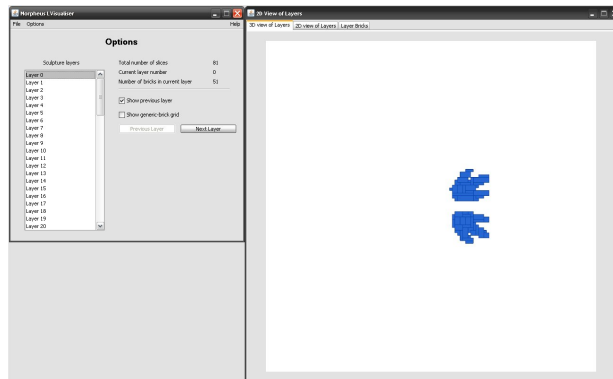 Morpheus LVisualiser
File Options Help
Options
Sculpture layers
Layer 0
Layer 1
Layer 2
Layer 3
Layer 4
Layer 5
Layer 6
Layer 7
Layer 8
Layer 9
Layer 10
Layer 11
Layer 12
Layer 13
Layer 14
Layer 15
Layer 16
Layer 17
Layer 18
Layer 19
Layer 20
Total number of slices 81
Current layer number 0
Number of bricks in current layer 51
Show previous layer
Show generic-brick grid
Previous Layer Next Layer
2D View of Layers
3D view of Layers 2D view of Layers Layer Bricks